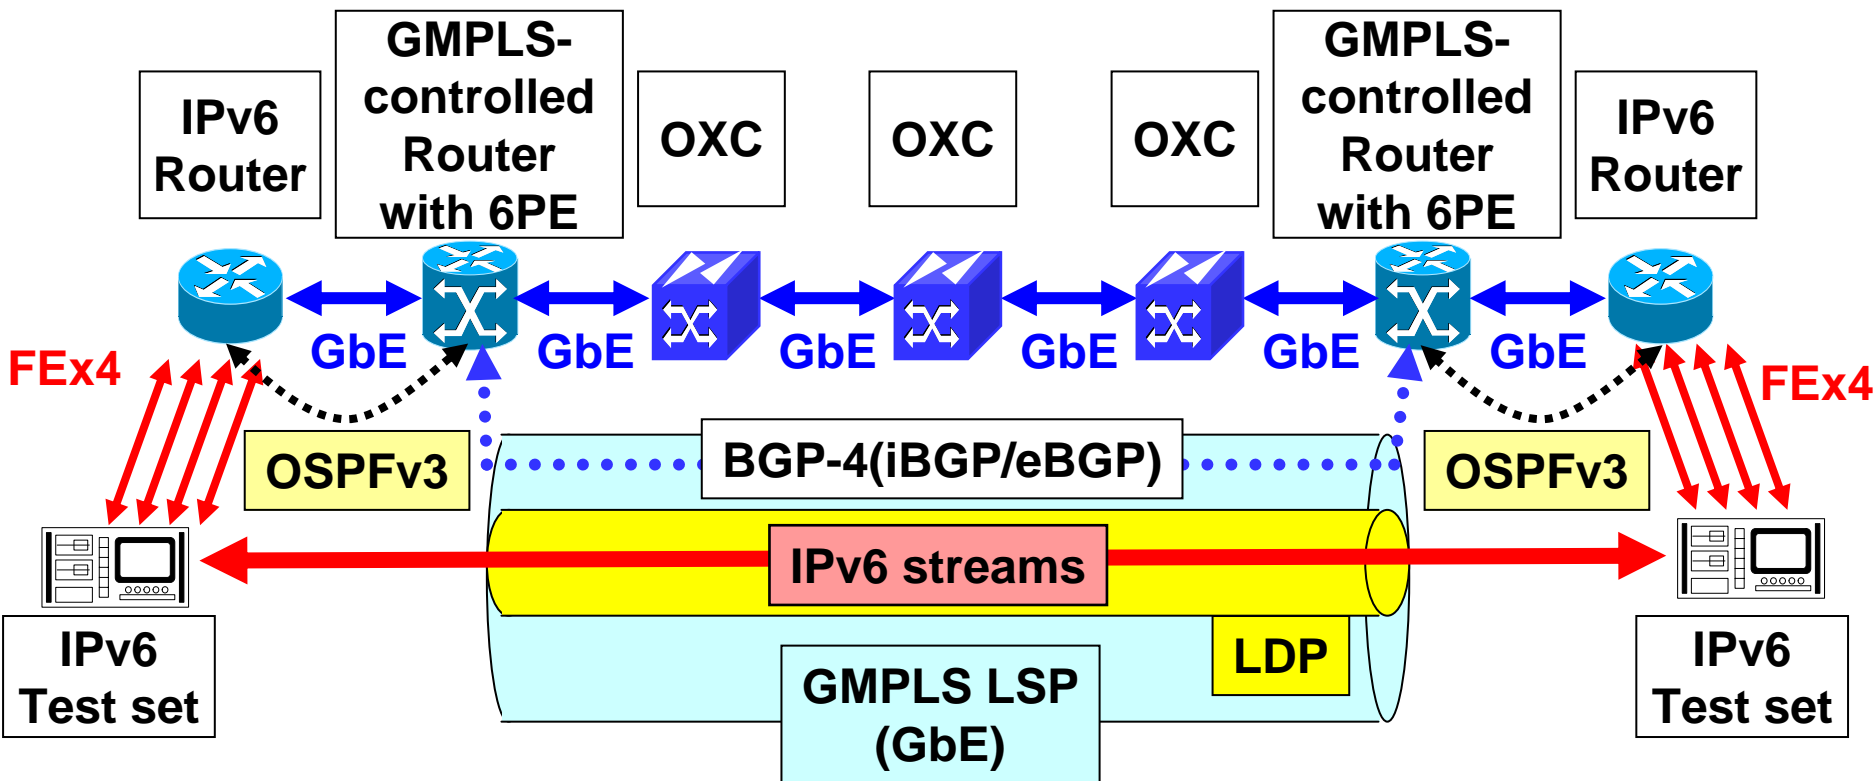 GMPLS-
controlled
Router
with 6PE
GMPLS-
controlled
Router
with 6PE
IPv6
Router
OXC
OXC
OXC
IPv6
Router
GbE
GbE
GbE
GbE
GbE
GbE
FEx4
FEx4
OSPFv3
BGP-4(iBGP/eBGP)
OSPFv3
IPv6 streams
IPv6
Test set
LDP
GMPLS LSP
(GbE)
IPv6
Test set